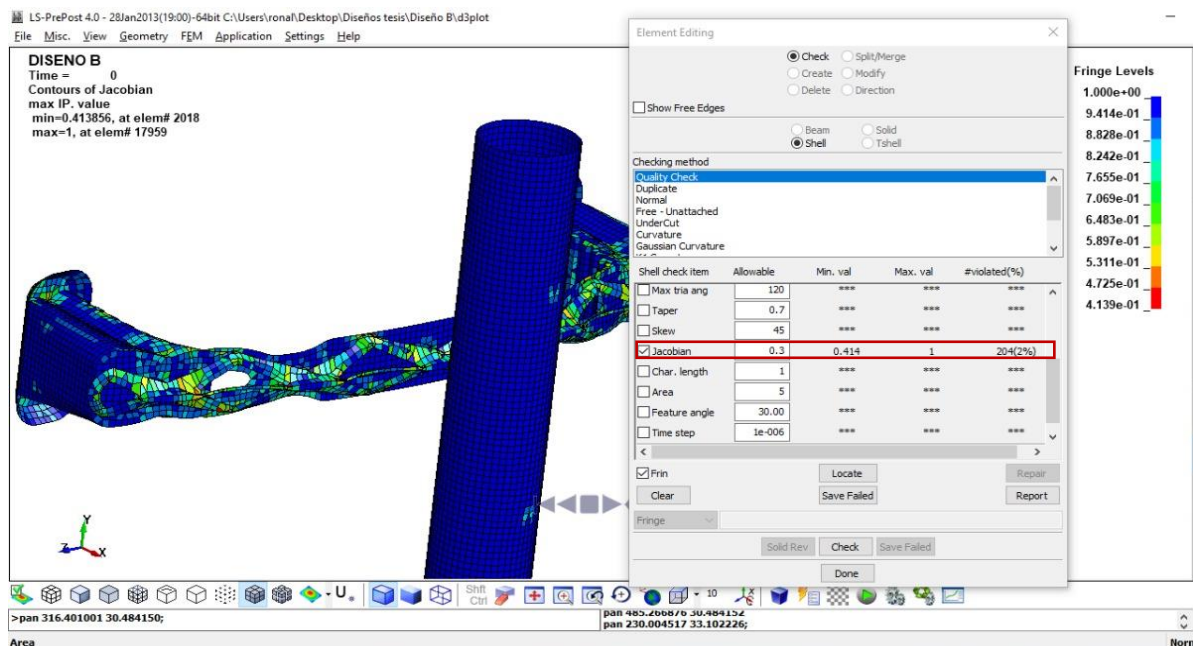 LS-PrePost 4.0 - 28Jan2013(19:00)-64bit C:\Users\ronal\Desktop\Diseños tesis\Diseño B\d3plot
File Misc. View Geometry FEM Application Settings Help
DISENO B
Time = 0
Contours of Jacobian
max IP. value
min=0.413856, at elem# 2018
max=1, at elem# 17959
Y
Z
X
Element Editing
Check Split/Merge
Create Modify
Delete Direction
Show Free Edges
Beam Solid
Shell Tshell
Checking method
Quality Check
Duplicate
Normal
Free - Unattached
UnderCut
Curvature
Gaussian Curvature
Shell check item Allowable Min. val Max. val #violated(%)
Max tria ang 120 *** *** ***
Taper 0.7 *** *** ***
Skew 45 *** *** ***
Jacobian 0.3 0.414 1 204(2%)
Char. length 1 *** *** ***
Area 5 *** *** ***
Feature angle 30.00 *** *** ***
Time step 1e-006 *** *** ***
Frin Locate Repair
Clear Save Failed Report
Fringe
Solid Rev Check Save Failed
Done
Fringe Levels
1.000e+00
9.414e-01
8.828e-01
8.242e-01
7.655e-01
7.069e-01
6.483e-01
5.897e-01
5.311e-01
4.725e-01
4.139e-01
U.
Shft
Ctrl
10
>pan 316.401001 30.484150;
pan 485.266876 30.484152
pan 230.004517 33.102226;
Area
Norn